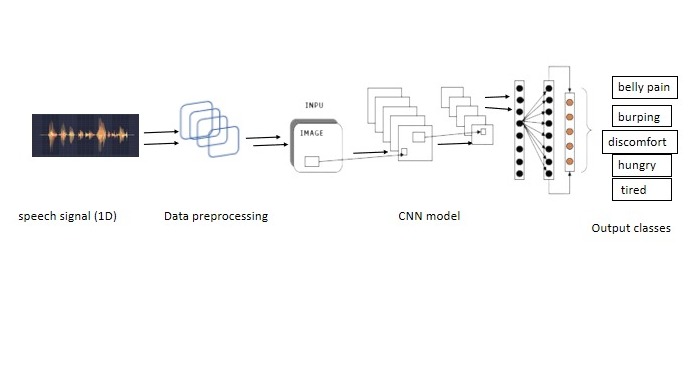 INPU
IMAGE
belly pain
burping
discomfort
hungry
tired
speech signal (1D)
Data preprocessing
CNN model
Output classes